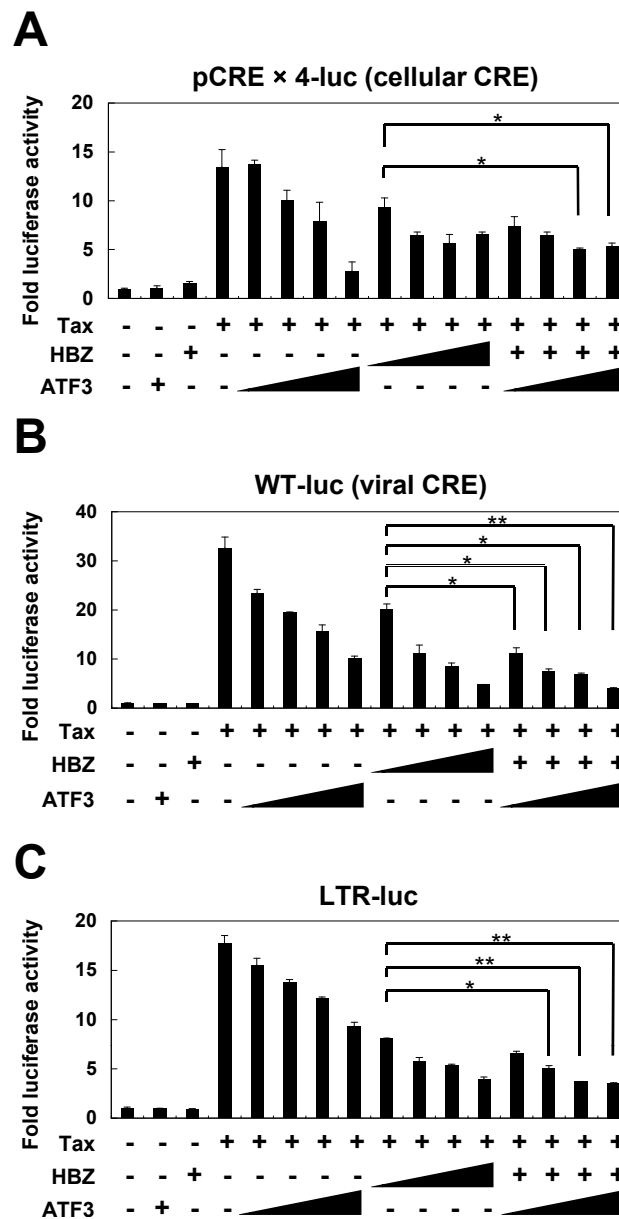 A
pCRE × 4-luc (cellular CRE)
Fold luciferase activity
20
15
10
5
0
*
*
Tax - - - + + + + + + + + + + + + +
HBZ - - + - - - - - + + + +
ATF3 - + - - - - - -
B
WT-luc (viral CRE)
Fold luciferase activity
40
30
20
10
0
**
*
*
*
Tax - - - + + + + + + + + + + + + +
HBZ - - + - - - - - + + + +
ATF3 - + - - - - - -
C
LTR-luc
Fold luciferase activity
20
15
10
5
0
**
**
*
Tax - - - + + + + + + + + + + + + +
HBZ - - + - - - - - + + + +
ATF3 - + - - - - - -